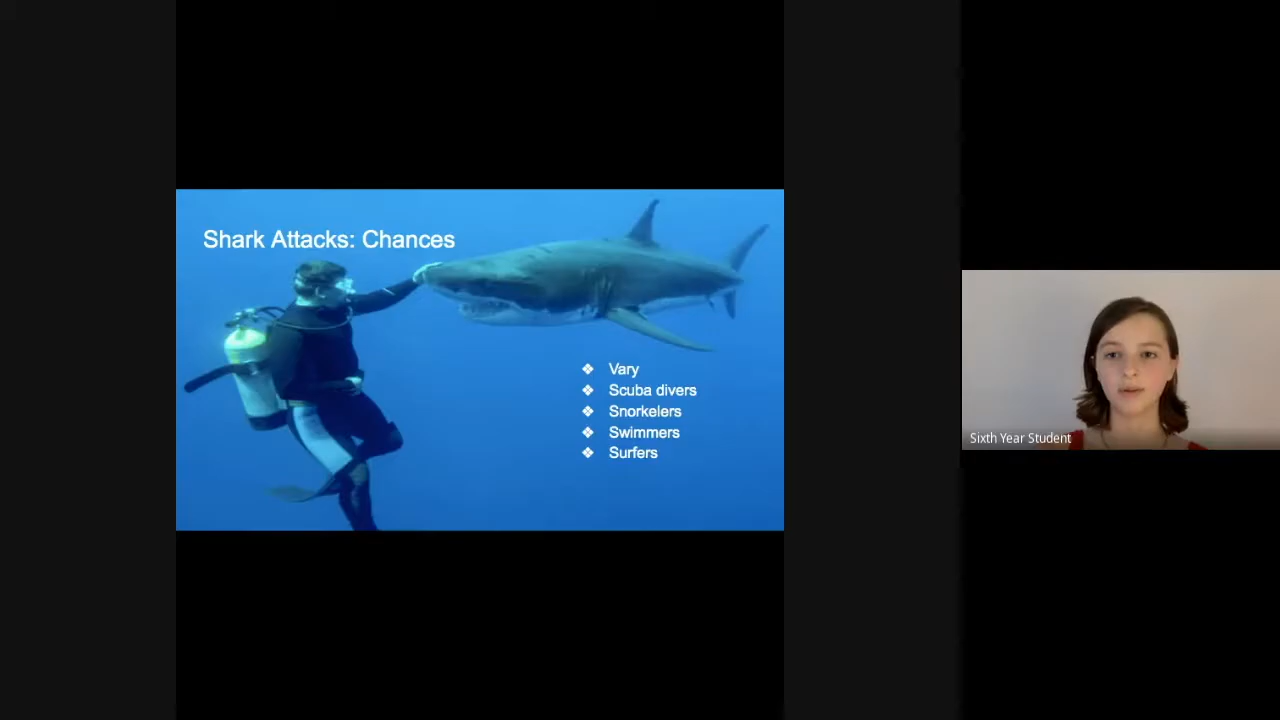 Shark Attacks: Chances
❖ Vary
❖ Scuba divers
❖ Snorkelers
❖ Swimmers
❖ Surfers
Sixth Year Student